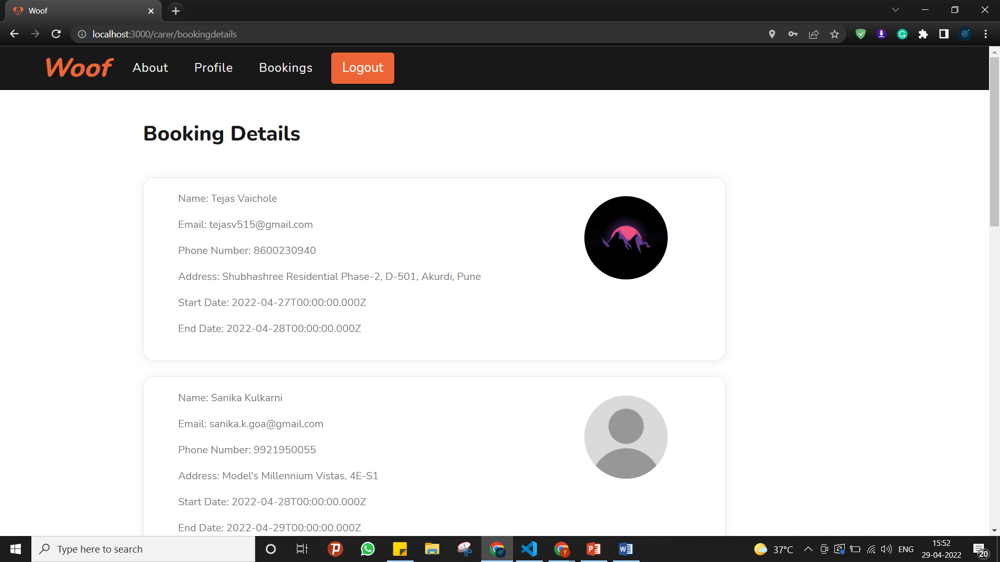 Woof
localhost:3000/carer/bookingdetails
Woof About Profile Bookings Logout
Booking Details
Name: Tejas Vaichole
Email: tejasv515@gmail.com
Phone Number: 8600230940
Address: Shubhashree Residential Phase-2, D-501, Akurdi, Pune
Start Date: 2022-04-27T00:00:00.000Z
End Date: 2022-04-28T00:00:00.000Z
Name: Sanika Kulkarni
Email: sanika.k.goa@gmail.com
Phone Number: 9921950055
Address: Model's Millennium Vistas, 4E-S1
Start Date: 2022-04-28T00:00:00.000Z
End Date: 2022-04-29T00:00:00.000Z
Type here to search
37°C
ENG
15:52
29-04-2022
20